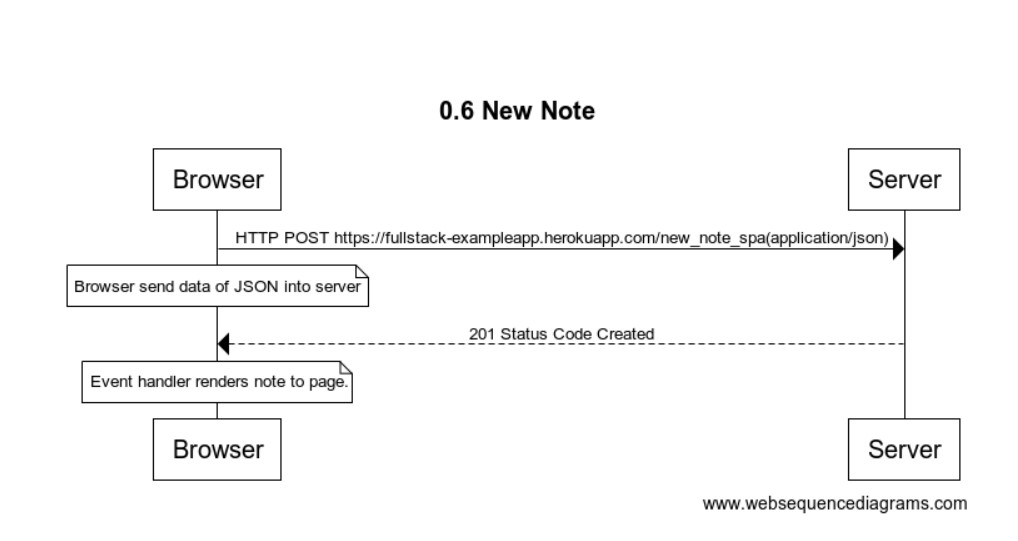 0.6 New Note
Browser
Server
HTTP POST https://fullstack-exampleapp.herokuapp.com/new_note_spa(application/json)
Browser send data of JSON into server
201 Status Code Created
Event handler renders note to page.
Browser
Server
www.websequencediagrams.com